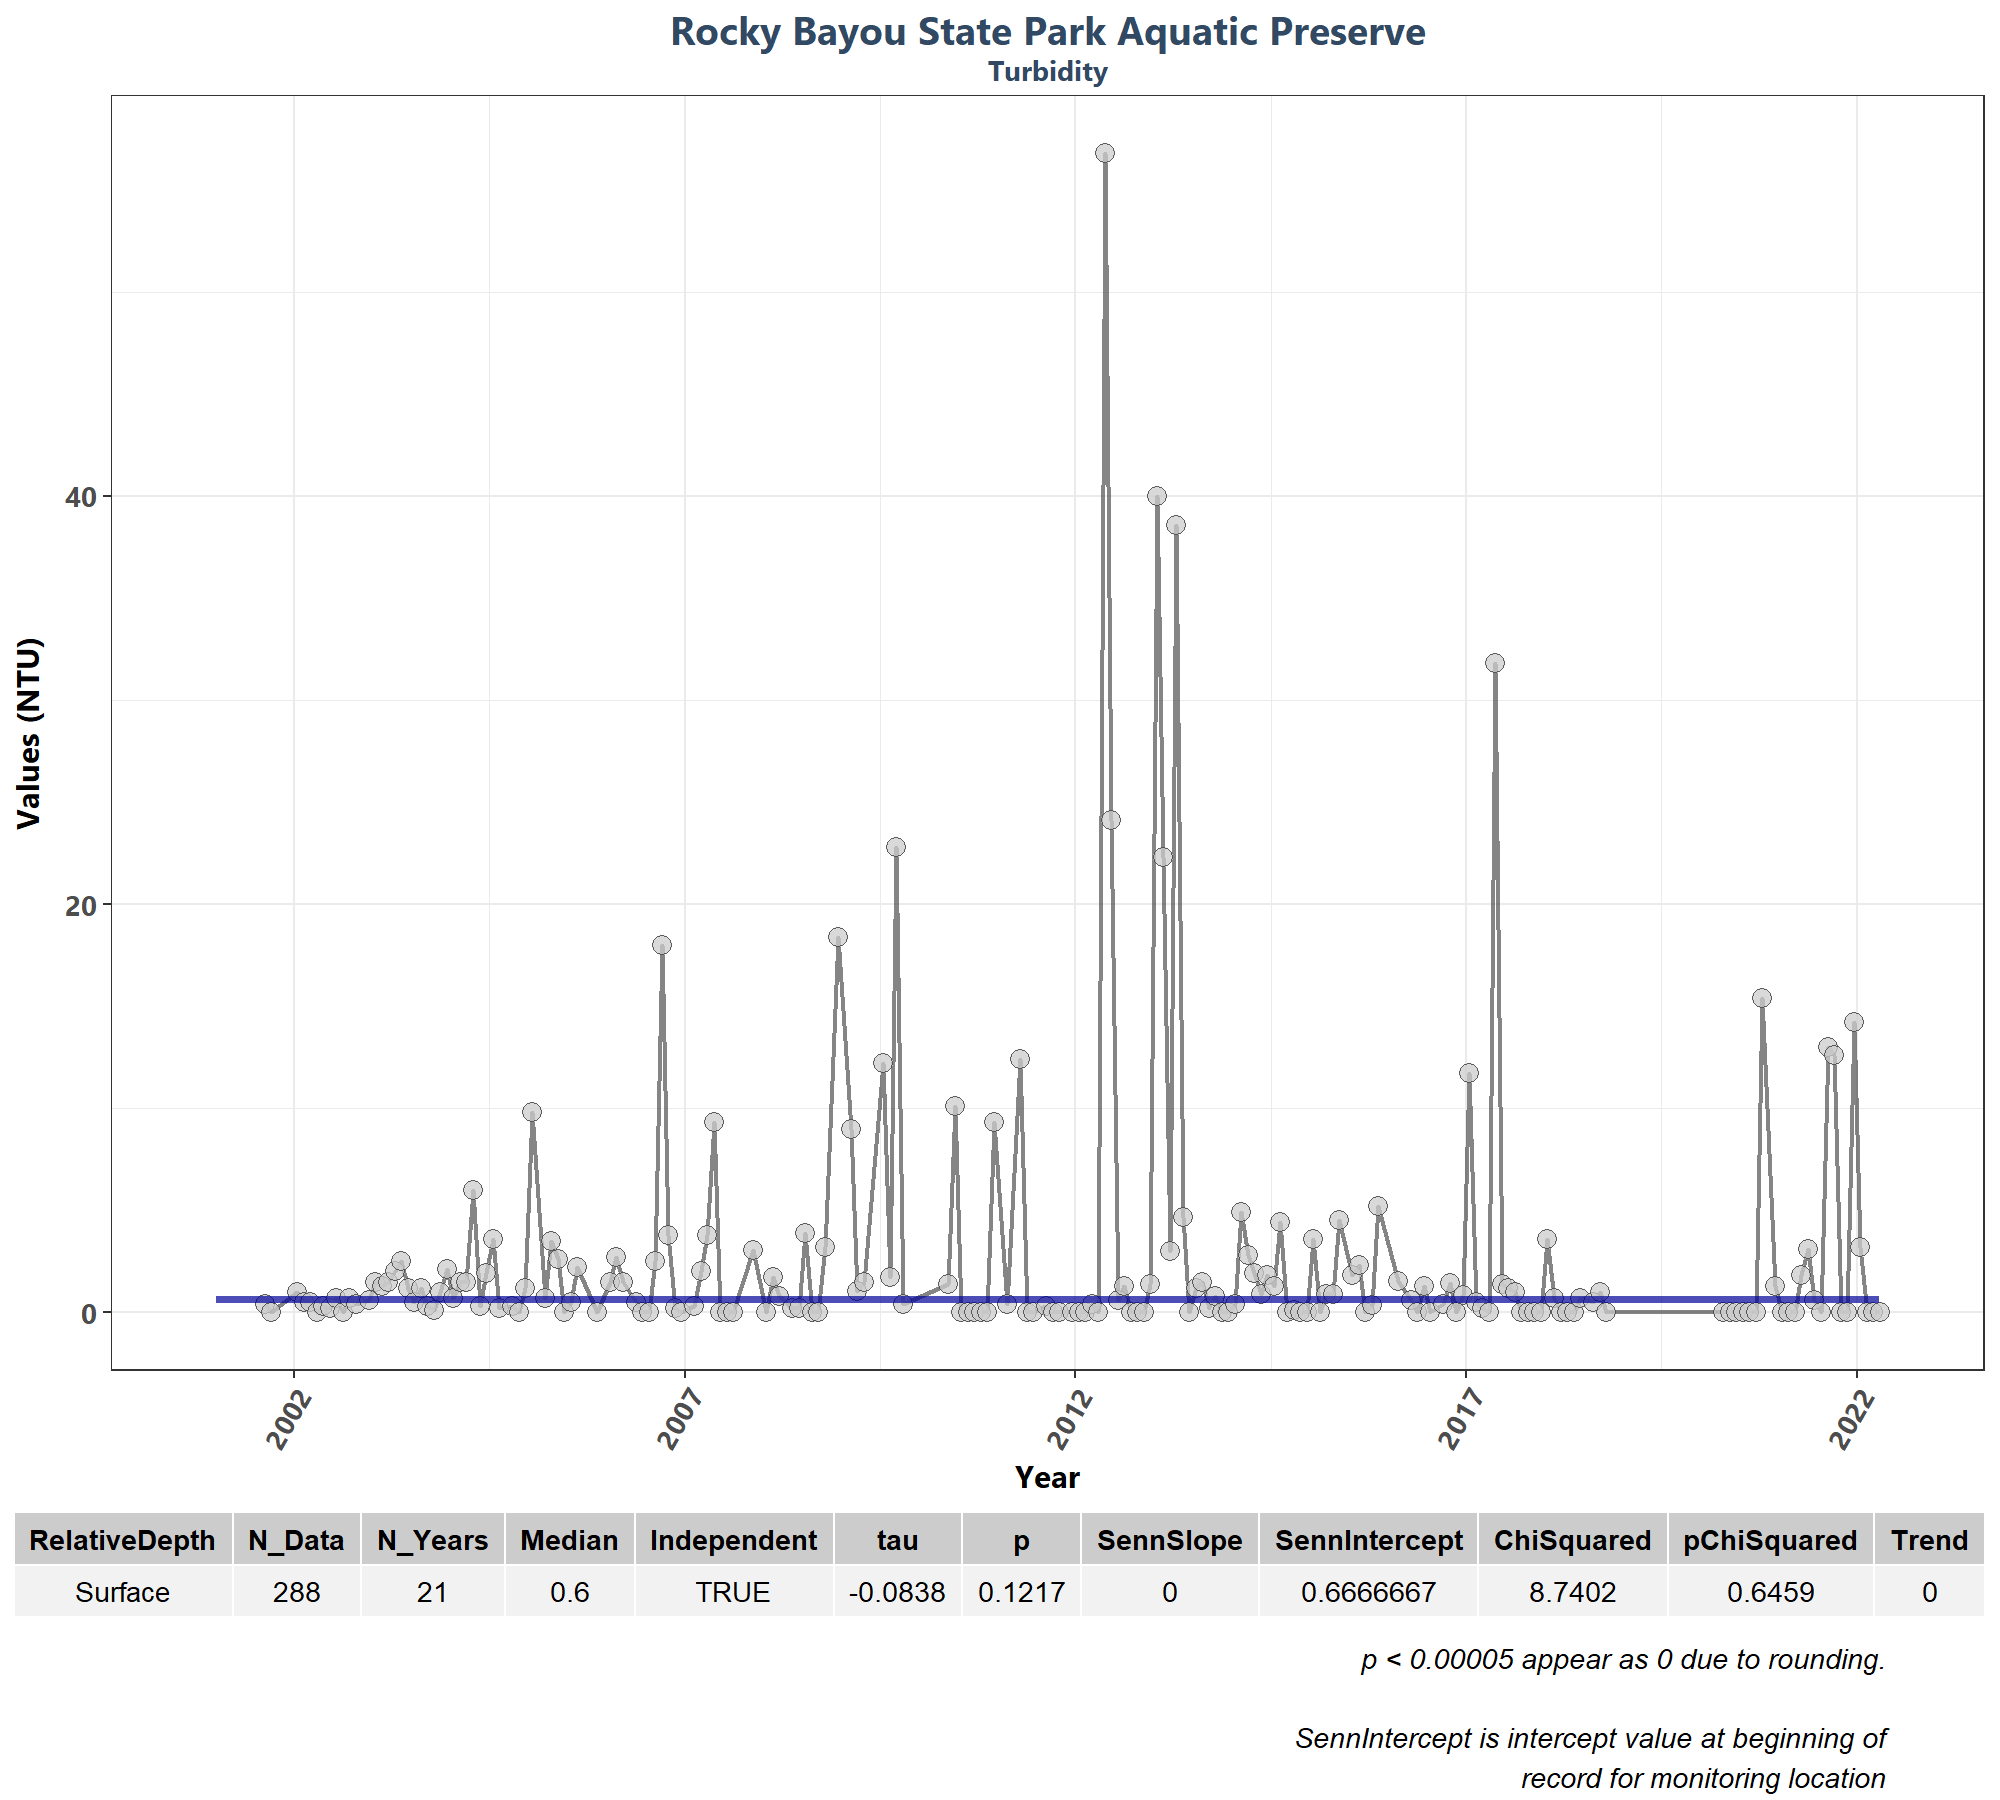 Rocky Bayou State Park Aquatic Preserve
Turbidity
Values (NTU)
40
20
0
2002 2007 2012 2017 2022
Year
RelativeDepth N_Data N_Years Median Independent tau p SennSlope SennIntercept ChiSquared pChiSquared Trend
Surface 288 21 0.6 TRUE -0.0838 0.1217 0 0.6666667 8.7402 0.6459 0
p < 0.00005 appear as 0 due to rounding.
SennIntercept is intercept value at beginning of
record for monitoring location